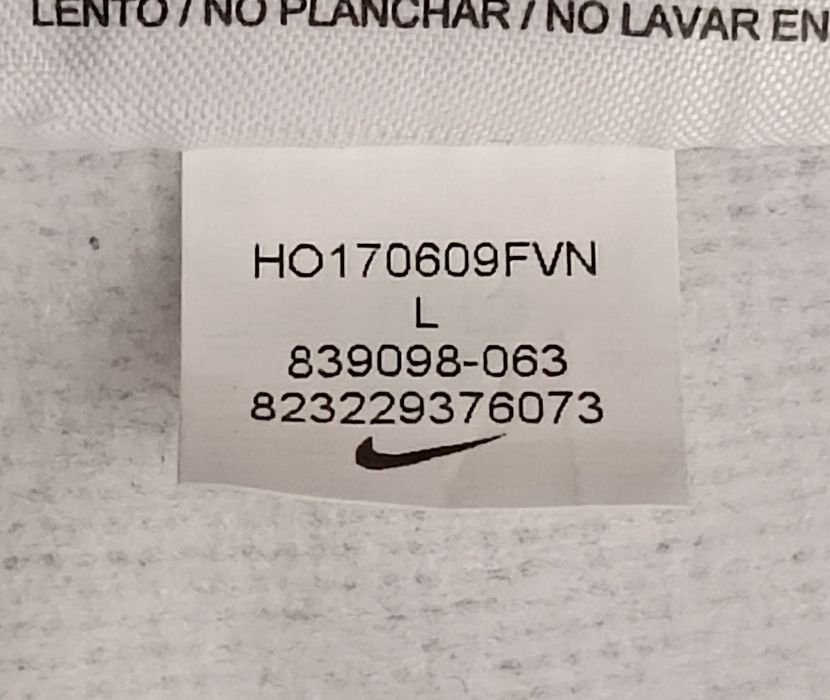 LENTO / NO PLANCHAR / NO LAVAR EN
HO170609FVN
L
839098-063
823229376073